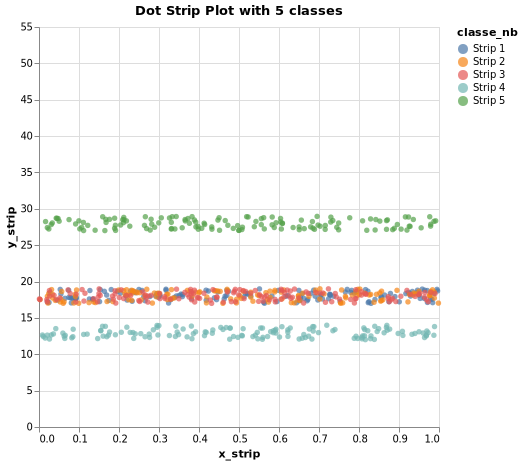 Dot Strip Plot with 5 classes
classe_nb
Strip 1
Strip 2
Strip 3
Strip 4
Strip 5
y_strip
55
50
45
40
35
30
25
20
15
10
5
0
0.0 0.1 0.2 0.3 0.4 0.5 0.6 0.7 0.8 0.9 1.0
x_strip